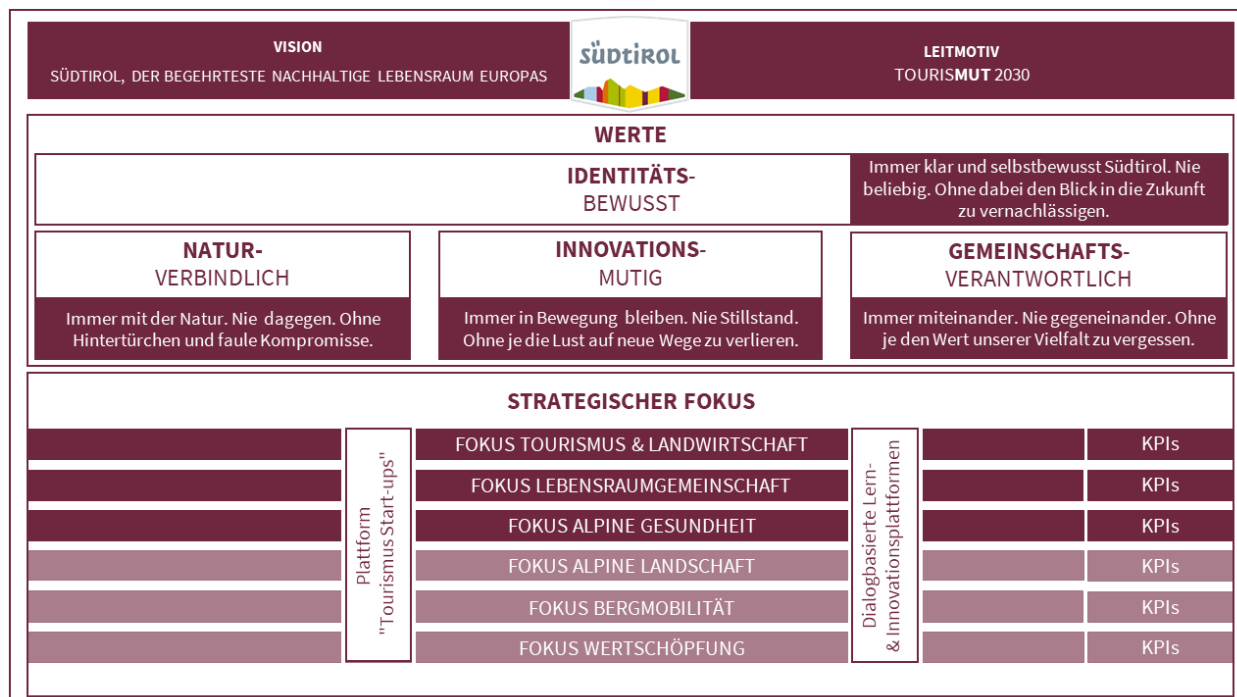 VISION
SÜDTIROL, DER BEGEHRTESTE NACHHALTIGE LEBENSRAUM EUROPAS
SÜDTIROL
LEITMOTIV
TOURISMUT 2030
WERTE
IDENTITÄTS-
BEWUSST
Immer klar und selbstbewusst Südtirol. Nie
beliebig. Ohne dabei den Blick in die Zukunft
zu vernachlässigen.
NATUR-
VERBINDLICH
Immer mit der Natur. Nie dagegen. Ohne
Hintertürchen und faule Kompromisse.
INNOVATIONS-
MUTIG
Immer in Bewegung bleiben. Nie Stillstand.
Ohne je die Lust auf neue Wege zu verlieren.
GEMEINSCHAFTS-
VERANTWORTLICH
Immer miteinander. Nie gegeneinander. Ohne
je den Wert unserer Vielfalt zu vergessen.
STRATEGISCHER FOKUS
Plattform
"Tourismus Start-ups"
FOKUS TOURISMUS & LANDWIRTSCHAFT
FOKUS LEBENSRAUMGEMEINSCHAFT
FOKUS ALPINE GESUNDHEIT
FOKUS ALPINE LANDSCHAFT
FOKUS BERGMOBILITÄT
FOKUS WERTSCHÖPFUNG
Dialogbasierte Lern-
& Innovationsplattformen
KPIs
KPIs
KPIs
KPIs
KPIs
KPIs